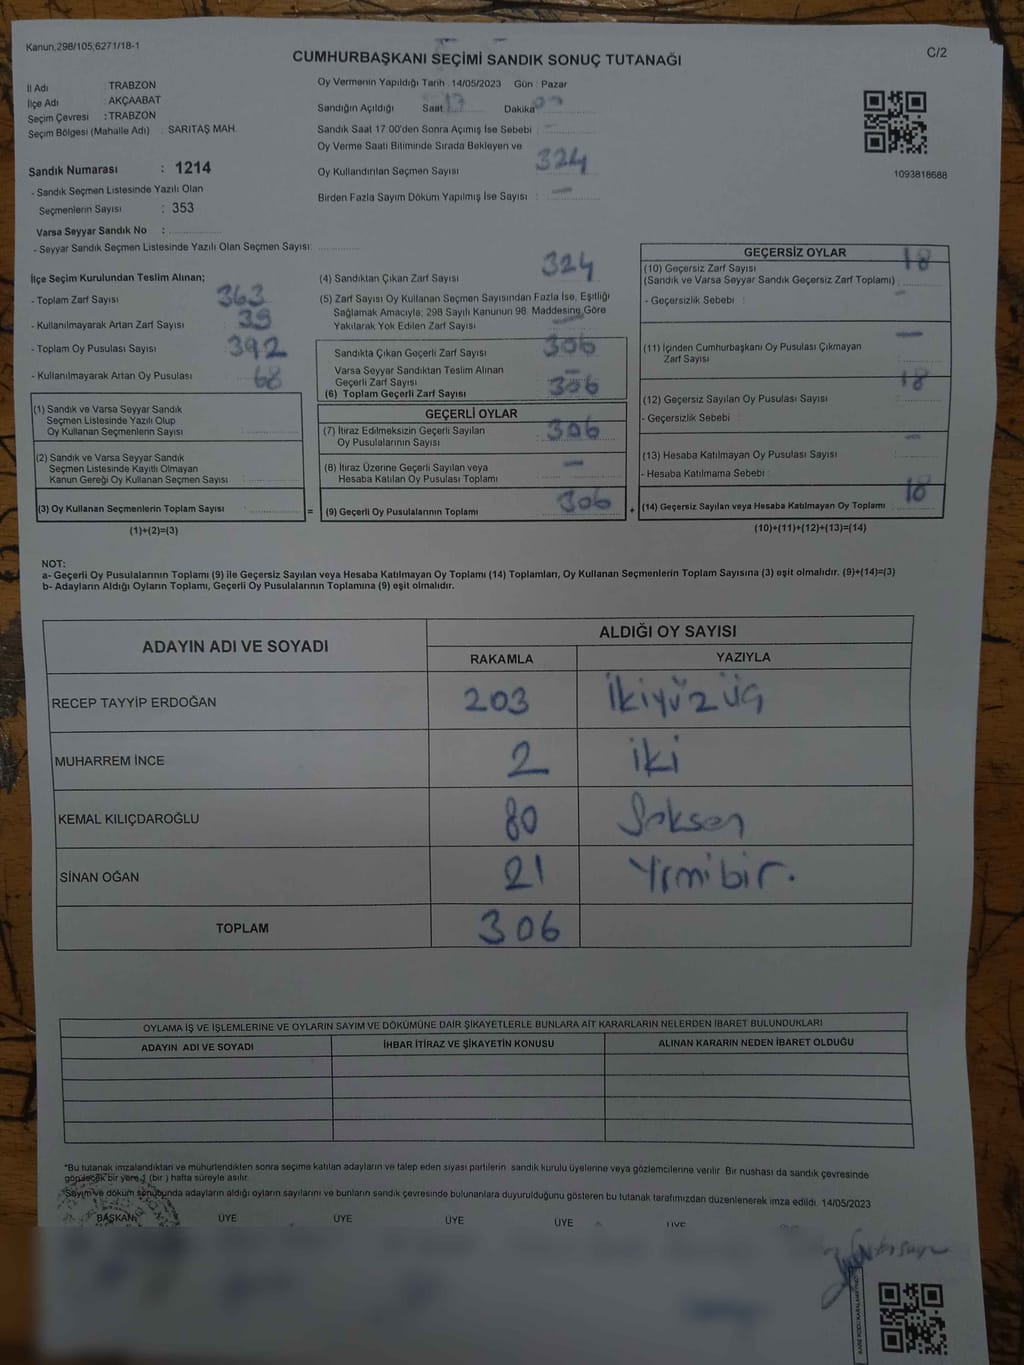 Kanun,298/105;6271/18-1
C/2
CUMHURBAŞKANI SEÇİMİ SANDIK SONUÇ TUTANAĞI
İl Adı : TRABZON
İlçe Adı : AKÇAABAT
Seçim Çevresi : TRABZON
Seçim Bölgesi (Mahalle Adı) : SARITAŞ MAH.
Sandık Numarası : 1214
- Sandık Seçmen Listesinde Yazılı Olan
Seçmenlerin Sayısı : 353
Varsa Seyyar Sandık No :
- Seyyar Sandık Seçmen Listesinde Yazılı Olan Seçmen Sayısı:
Oy Vermenin Yapıldığı Tarih : 14/05/2023 Gün : Pazar
Sandığın Açıldığı Saat 17 Dakika
Sandık Saat 17:00'den Sonra Açımış İse Sebebi : -
Oy Verme Saati Bitiminde Sırada Bekleyen ve
Oy Kullandırılan Seçmen Sayısı 324
Birden Fazla Sayım Döküm Yapılmış İse Sayısı : -
1093818688
İlçe Seçim Kurulundan Teslim Alınan;
- Toplam Zarf Sayısı 363
- Kullanılmayarak Artan Zarf Sayısı 39
- Toplam Oy Pusulası Sayısı 392
- Kullanılmayarak Artan Oy Pusulası 68
(1) Sandık ve Varsa Seyyar Sandık
Seçmen Listesinde Yazılı Olup
Oy Kullanan Seçmenlerin Sayısı
(2) Sandık ve Varsa Seyyar Sandık
Seçmen Listesinde Kayıtlı Olmayan
Kanun Gereği Oy Kullanan Seçmen Sayısı
(3) Oy Kullanan Seçmenlerin Toplam Sayısı
(1)+(2)=(3)
=
(4) Sandıktan Çıkan Zarf Sayısı 324
(5) Zarf Sayısı Oy Kullanan Seçmen Sayısından Fazla İse, Eşitliği
Sağlamak Amacıyla; 298 Sayılı Kanunun 98. Maddesine Göre
Yakılarak Yok Edilen Zarf Sayısı -
Sandıkta Çıkan Geçerli Zarf Sayısı 306
Varsa Seyyar Sandıktan Teslim Alınan
Geçerli Zarf Sayısı -
(6) Toplam Geçerli Zarf Sayısı 306
GEÇERLİ OYLAR
(7) İtiraz Edilmeksizin Geçerli Sayılan
Oy Pusulalarının Sayısı 306
(8) İtiraz Üzerine Geçerli Sayılan veya
Hesaba Katılan Oy Pusulası Toplamı -
(9) Geçerli Oy Pusulalarının Toplamı 306
+
GEÇERSİZ OYLAR
(10) Geçersiz Zarf Sayısı 18
(Sandık ve Varsa Seyyar Sandık Geçersiz Zarf Toplamı)
- Geçersizlik Sebebi : -
(11) İçinden Cumhurbaşkanı Oy Pusulası Çıkmayan
Zarf Sayısı -
(12) Geçersiz Sayılan Oy Pusulası Sayısı 18
- Geçersizlik Sebebi :
(13) Hesaba Katılmayan Oy Pusulası Sayısı -
- Hesaba Katılmama Sebebi :
(14) Geçersiz Sayılan veya Hesaba Katılmayan Oy Toplamı 18
(10)+(11)+(12)+(13)=(14)
NOT:
a- Geçerli Oy Pusulalarının Toplamı (9) ile Geçersiz Sayılan veya Hesaba Katılmayan Oy Toplamı (14) Toplamları, Oy Kullanan Seçmenlerin Toplam Sayısına (3) eşit olmalıdır. (9)+(14)=(3)
b- Adayların Aldığı Oyların Toplamı, Geçerli Oy Pusulalarının Toplamına (9) eşit olmalıdır.
ADAYIN ADI VE SOYADI ALDIĞI OY SAYISI
RAKAMLA YAZIYLA
RECEP TAYYİP ERDOĞAN 203 İkiyüzüç
MUHARREM İNCE 2 iki
KEMAL KILIÇDAROĞLU 80 Seksen
SİNAN OĞAN 21 Yirmibir.
TOPLAM 306
OYLAMA İŞ VE İŞLEMLERİNE VE OYLARIN SAYIM VE DÖKÜMÜNE DAİR ŞİKAYETLERLE BUNLARA AİT KARARLARIN NELERDEN İBARET BULUNDUKLARI
ADAYIN ADI VE SOYADI İHBAR İTİRAZ VE ŞİKAYETİN KONUSU ALINAN KARARIN NEDEN İBARET OLDUĞU
*Bu tutanak imzalandıktan ve mühürlendikten sonra seçime katılan adayların ve talep eden siyasi partilerin sandık kurulu üyelerine veya gözlemcilerine verilir. Bir nushası da sandık çevresinde
görülecek bir yere 1 (bir) hafta süreyle asılır.
*Sayım ve döküm sonubunda adayların aldığı oyların sayılarını ve bunların sandık çevresinde bulunanlara duyurulduğunu gösteren bu tutanak tarafımızdan düzenlenerek imza edildi. 14/05/2023
BAŞKAN ÜYE ÜYE ÜYE ÜYE ÜYE